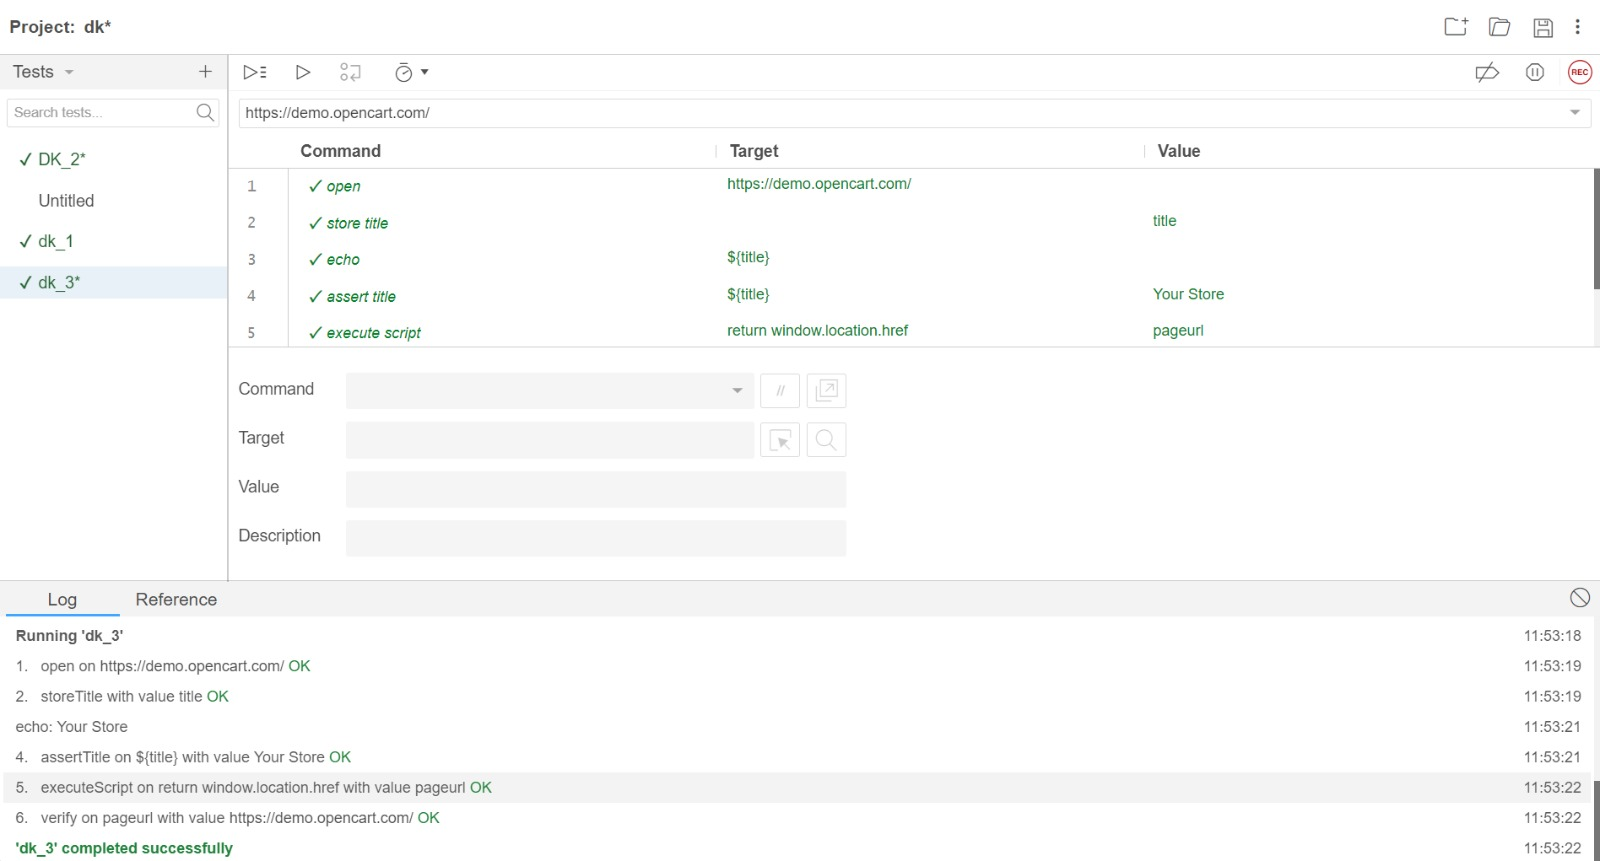 Project: dk*
Tests
REC
Search tests...
https://demo.opencart.com/
DK_2*
Untitled
dk_1
dk_3*
Command Target Value
1 ✓ open https://demo.opencart.com/
2 ✓ store title title
3 ✓ echo ${title}
4 ✓ assert title ${title} Your Store
5 ✓ execute script return window.location.href pageurl
Command //
Target
Value
Description
Log Reference
Running 'dk_3' 11:53:18
1. open on https://demo.opencart.com/ OK 11:53:19
2. storeTitle with value title OK 11:53:19
echo: Your Store 11:53:21
4. assertTitle on ${title} with value Your Store OK 11:53:21
5. executeScript on return window.location.href with value pageurl OK 11:53:22
6. verify on pageurl with value https://demo.opencart.com/ OK 11:53:22
'dk_3' completed successfully 11:53:22